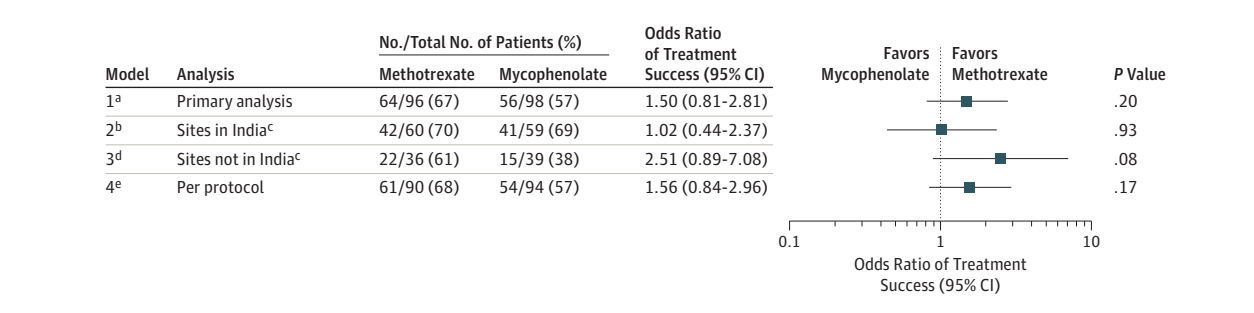 No./Total No. of Patients (%)
Odds Ratio
of Treatment
Success (95% CI)
Favors
Mycophenolate
Favors
Methotrexate
Model Analysis Methotrexate Mycophenolate P Value
1a Primary analysis 64/96 (67) 56/98 (57) 1.50 (0.81-2.81) .20
2b Sites in Indiac 42/60 (70) 41/59 (69) 1.02 (0.44-2.37) .93
3d Sites not in Indiac 22/36 (61) 15/39 (38) 2.51 (0.89-7.08) .08
4e Per protocol 61/90 (68) 54/94 (57) 1.56 (0.84-2.96) .17
0.1 1 10
Odds Ratio of Treatment
Success (95% CI)